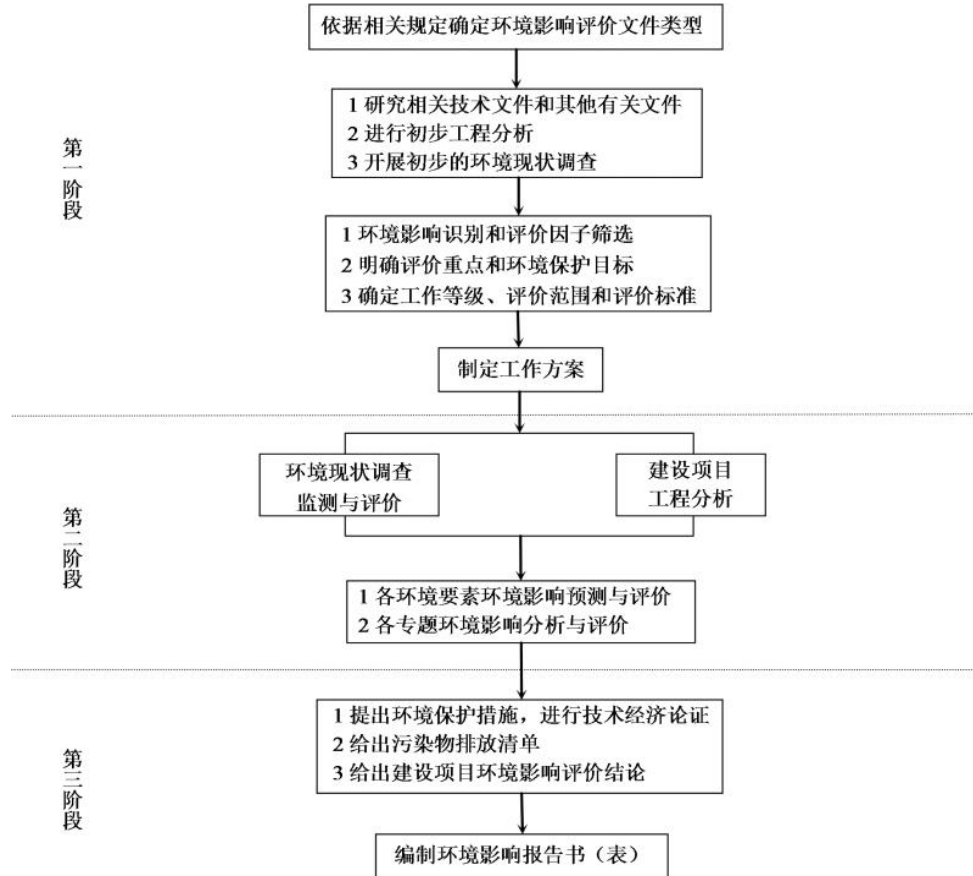 依据相关规定确定环境影响评价文件类型
1 研究相关技术文件和其他有关文件
2 进行初步工程分析
3 开展初步的环境现状调查
第一阶段
1 环境影响识别和评价因子筛选
2 明确评价重点和环境保护目标
3 确定工作等级、评价范围和评价标准
制定工作方案
环境现状调查
监测与评价
建设项目
工程分析
第二阶段
1 各环境要素环境影响预测与评价
2 各专题环境影响分析与评价
1 提出环境保护措施，进行技术经济论证
2 给出污染物排放清单
3 给出建设项目环境影响评价结论
第三阶段
编制环境影响报告书（表）